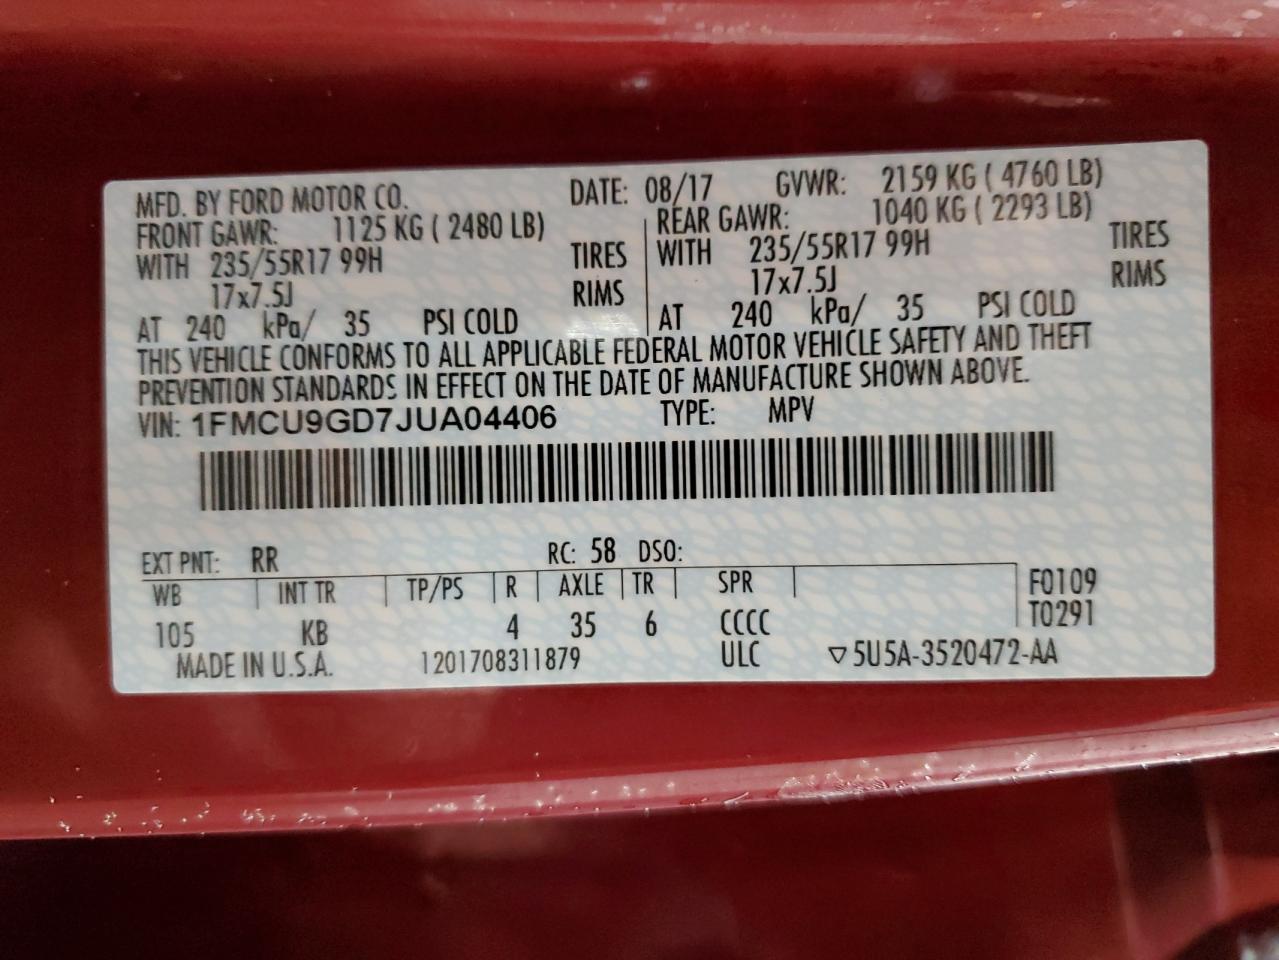 MFD. BY FORD MOTOR CO. DATE: 08/17 GVWR: 2159 KG ( 4760 LB)
FRONT GAWR: 1125 KG ( 2480 LB) REAR GAWR: 1040 KG ( 2293 LB)
WITH 235/55R17 99H TIRES WITH 235/55R17 99H TIRES
17x7.5J RIMS 17x7.5J RIMS
AT 240 kPa/ 35 PSI COLD AT 240 kPa/ 35 PSI COLD
THIS VEHICLE CONFORMS TO ALL APPLICABLE FEDERAL MOTOR VEHICLE SAFETY AND THEFT
PREVENTION STANDARDS IN EFFECT ON THE DATE OF MANUFACTURE SHOWN ABOVE.
VIN: 1FMCU9GD7JUA04406 TYPE: MPV
EXT PNT: RR RC: 58 DSO:
WB INT TR TP/PS R AXLE TR SPR F0109
105 KB 4 35 6 CCCC T0291
MADE IN U.S.A. 1201708311879 ULC ▽5U5A-3520472-AA